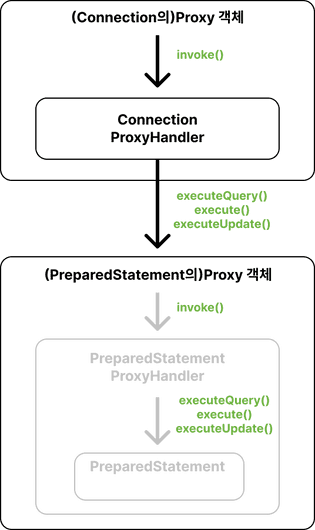 (Connection의)Proxy 객체
invoke()
Connection
ProxyHandler
executeQuery()
execute()
executeUpdate()
(PreparedStatement의)Proxy 객체
invoke()
PreparedStatement
ProxyHandler
executeQuery()
execute()
executeUpdate()
PreparedStatement